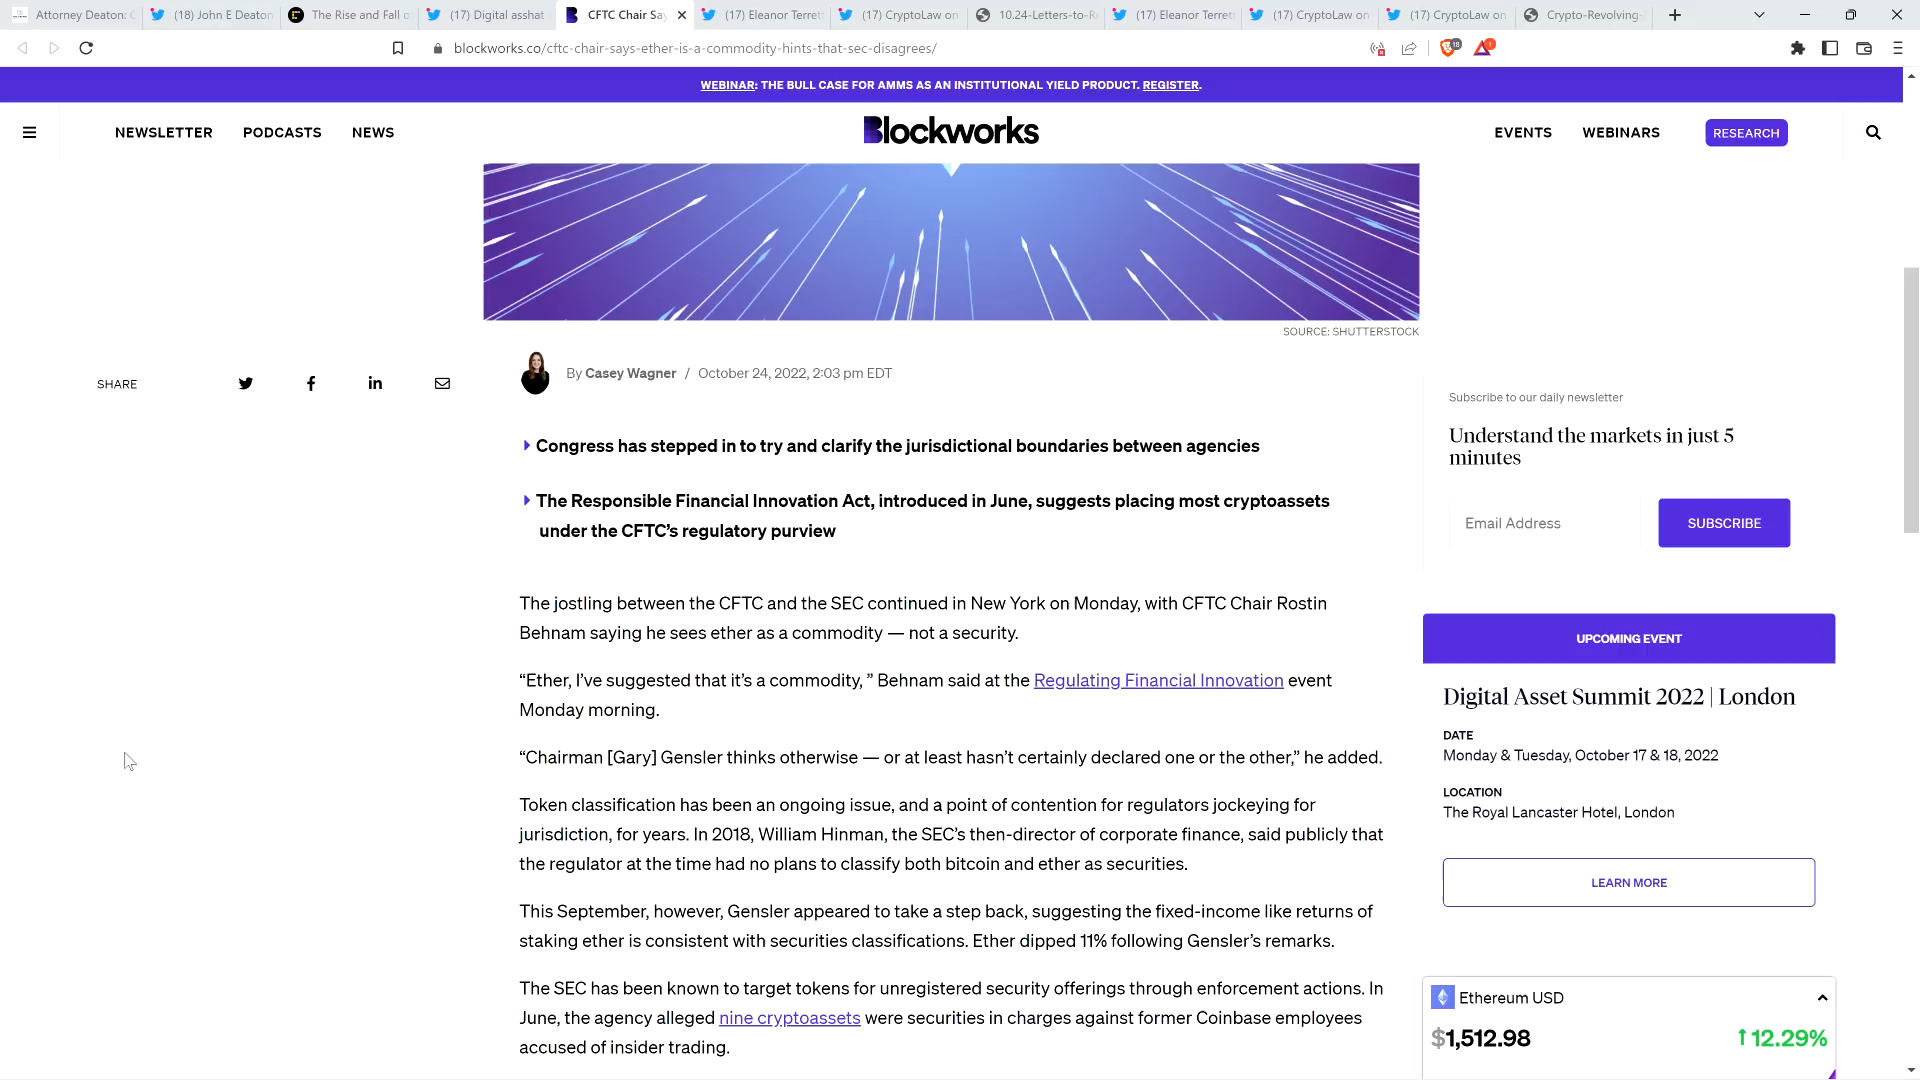 Attorney Deaton: C
(18) John E Deaton
The Rise and Fall o
(17) Digital asshat
CFTC Chair Say
(17) Eleanor Terrett
(17) CryptoLaw on
10.24-Letters-to-R
(17) Eleanor Terrett
(17) CryptoLaw on
(17) CryptoLaw on
Crypto-Revolving-
blockworks.co/cftc-chair-says-ether-is-a-commodity-hints-that-sec-disagrees/
18
1
WEBINAR: THE BULL CASE FOR AMMS AS AN INSTITUTIONAL YIELD PRODUCT. REGISTER.
NEWSLETTER PODCASTS NEWS
Blockworks
EVENTS WEBINARS RESEARCH
SOURCE: SHUTTERSTOCK
SHARE
By Casey Wagner / October 24, 2022, 2:03 pm EDT
Congress has stepped in to try and clarify the jurisdictional boundaries between agencies
The Responsible Financial Innovation Act, introduced in June, suggests placing most cryptoassets
under the CFTC’s regulatory purview
The jostling between the CFTC and the SEC continued in New York on Monday, with CFTC Chair Rostin
Behnam saying he sees ether as a commodity — not a security.
“Ether, I’ve suggested that it’s a commodity, ” Behnam said at the Regulating Financial Innovation event
Monday morning.
“Chairman [Gary] Gensler thinks otherwise — or at least hasn’t certainly declared one or the other,” he added.
Token classification has been an ongoing issue, and a point of contention for regulators jockeying for
jurisdiction, for years. In 2018, William Hinman, the SEC’s then-director of corporate finance, said publicly that
the regulator at the time had no plans to classify both bitcoin and ether as securities.
This September, however, Gensler appeared to take a step back, suggesting the fixed-income like returns of
staking ether is consistent with securities classifications. Ether dipped 11% following Gensler’s remarks.
The SEC has been known to target tokens for unregistered security offerings through enforcement actions. In
June, the agency alleged nine cryptoassets were securities in charges against former Coinbase employees
accused of insider trading.
Subscribe to our daily newsletter
Understand the markets in just 5
minutes
Email Address
SUBSCRIBE
UPCOMING EVENT
Digital Asset Summit 2022 | London
DATE
Monday & Tuesday, October 17 & 18, 2022
LOCATION
The Royal Lancaster Hotel, London
LEARN MORE
Ethereum USD
$1,512.98
↑12.29%